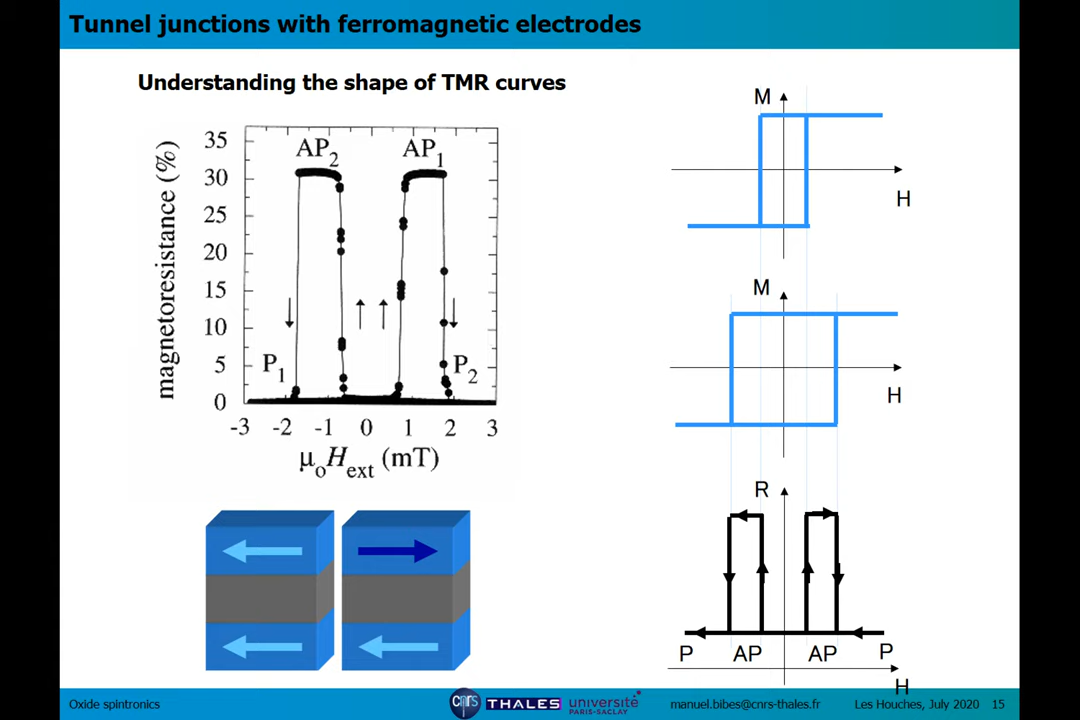 Tunnel junctions with ferromagnetic electrodes
Understanding the shape of TMR curves
magnetoresistance (%)
35
30
25
20
15
10
5
0
AP2
AP1
P1
P2
-3 -2 -1 0 1 2 3
μoHext (mT)
M
H
M
H
R
P AP AP P
H
Oxide spintronics
cnrs
THALES
université
PARIS-SACLAY
manuel.bibes@cnrs-thales.fr
Les Houches, July 2020 15